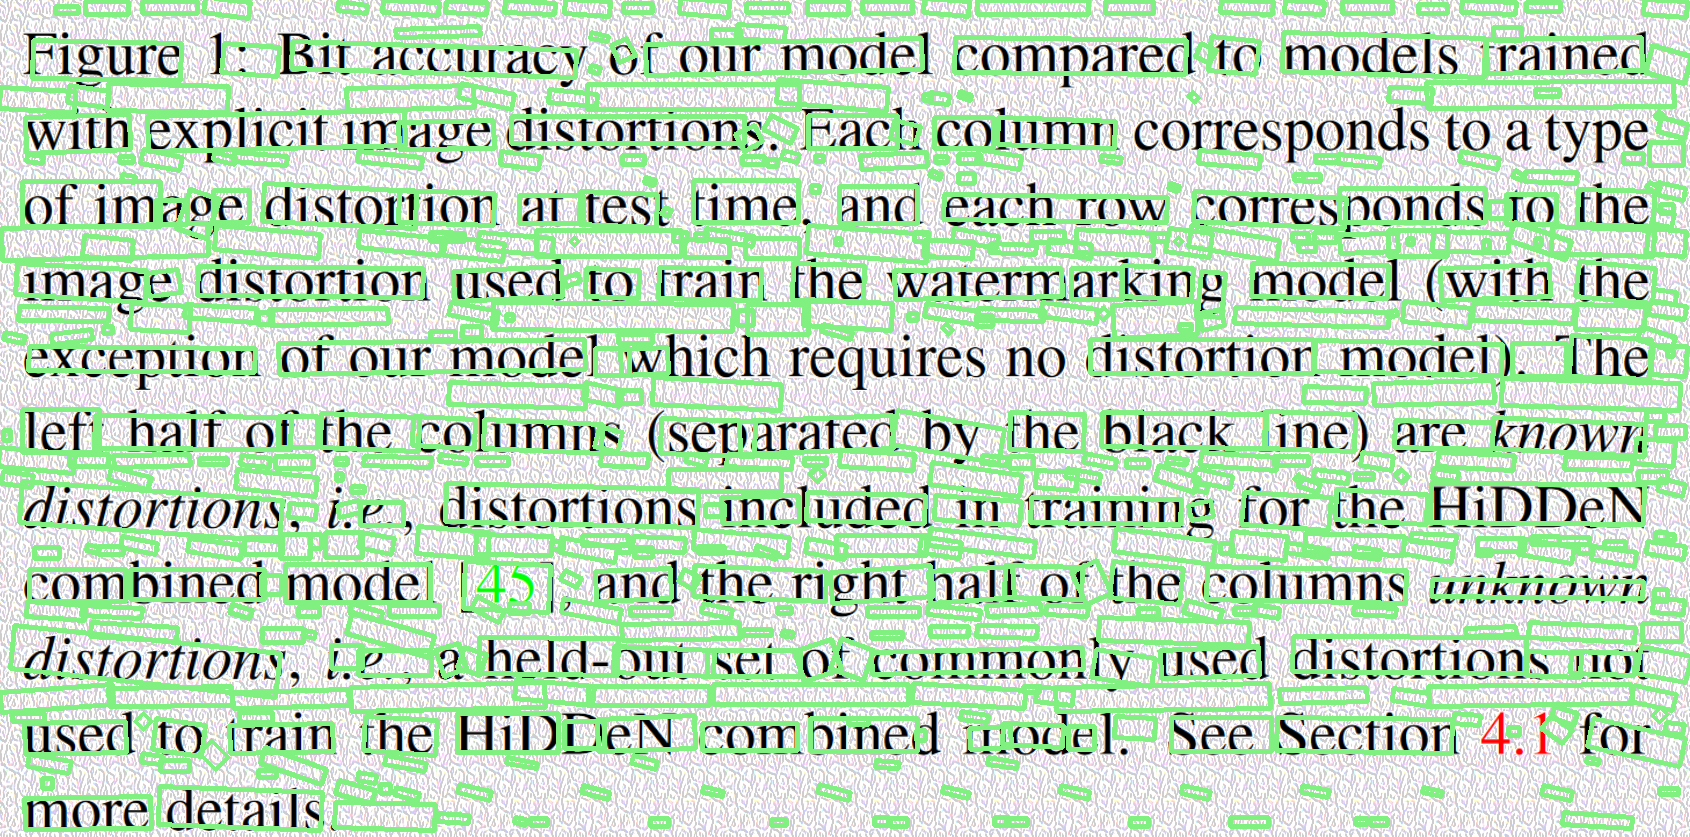 Figure 1: Bit accuracy of our model compared to models trained
with explicit image distortions. Each column corresponds to a type
of image distortion at test time, and each row corresponds to the
image distortion used to train the watermarking model (with the
exception of our model which requires no distortion model). The
left half of the columns (separated by the black line) are known
distortions, i.e., distortions included in training for the HiDDeN
combined model [45], and the right half of the columns unknown
distortions, i.e., a held-out set of commonly used distortions not
used to train the HiDDeN combined model. See Section 4.1 for
more details.